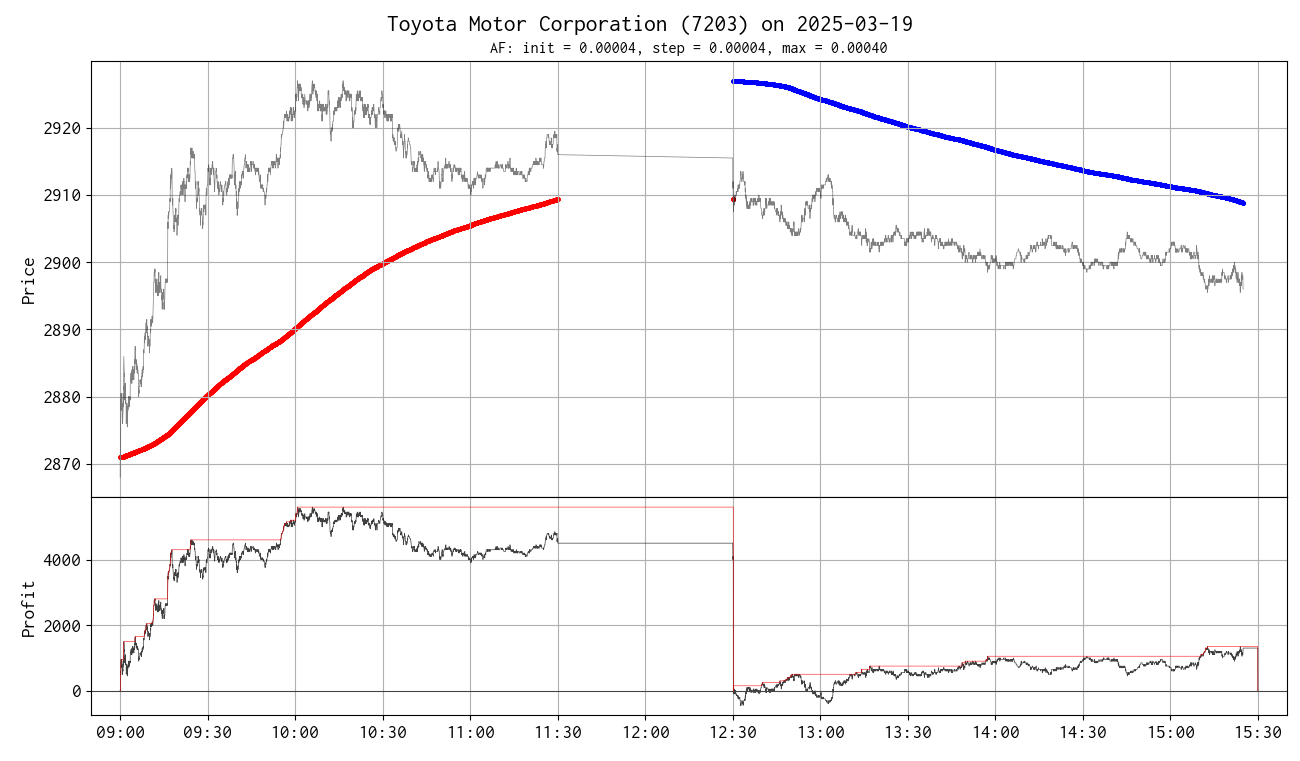 Toyota Motor Corporation (7203) on 2025-03-19
AF: init = 0.00004, step = 0.00004, max = 0.00040
Price
2920
2910
2900
2890
2880
2870
Profit
4000
2000
0
09:00 09:30 10:00 10:30 11:00 11:30 12:00 12:30 13:00 13:30 14:00 14:30 15:00 15:30